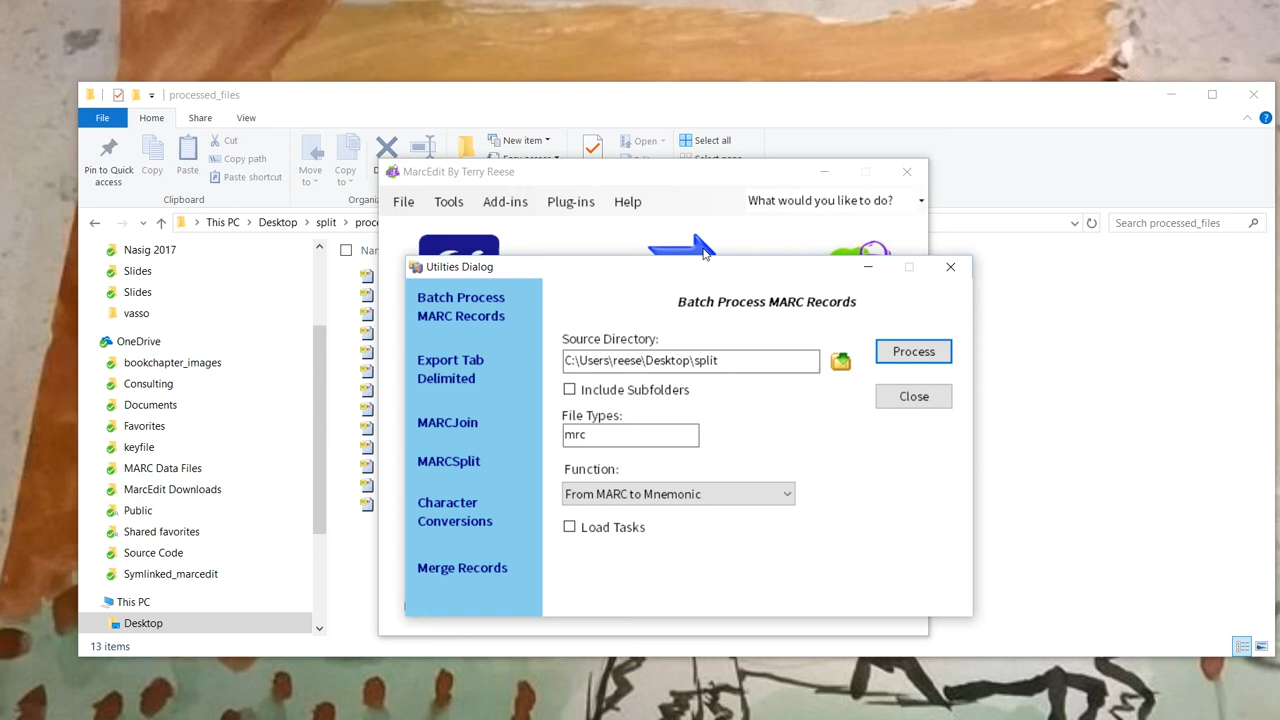 processed_files
File
Home
Share
View
Pin to Quick
access
Copy
Paste
Cut
Copy path
Paste shortcut
Clipboard
Move
to
Copy
to
New item
Open
Select all
This PC
Desktop
split
Search processed_files
Nasig 2017
Slides
Slides
vasso
OneDrive
bookchapter_images
Consulting
Documents
Favorites
keyfile
MARC Data Files
MarcEdit Downloads
Public
Shared favorites
Source Code
Symlinked_marcedit
This PC
Desktop
13 items
MarcEdit By Terry Reese
File
Tools
Add-ins
Plug-ins
Help
What would you like to do?
Utilties Dialog
Batch Process
MARC Records
Export Tab
Delimited
MARCJoin
MARCSplit
Character
Conversions
Merge Records
Batch Process MARC Records
Source Directory:
C:\Users\reese\Desktop\split
Include Subfolders
File Types:
mrc
Function:
From MARC to Mnemonic
Load Tasks
Process
Close